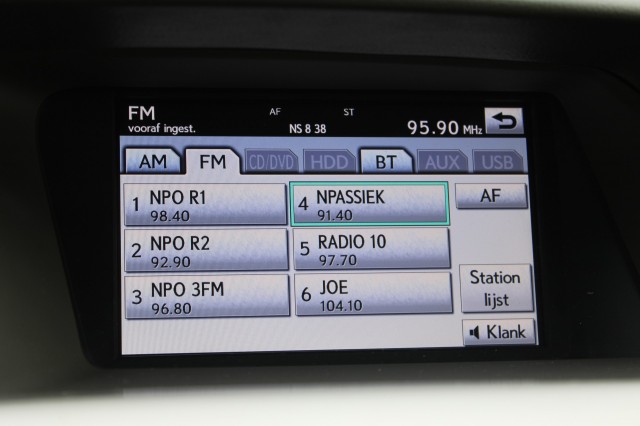 FM
AF
ST
vooraf ingest.
NS 8 38
95.90 MHz
AM
FM
CD/DVD
HDD
BT
AUX
USB
1 NPO R1
98.40
4 NPASSIEK
91.40
AF
2 NPO R2
92.90
5 RADIO 10
97.70
3 NPO 3FM
96.80
6 JOE
104.10
Station
lijst
Klank